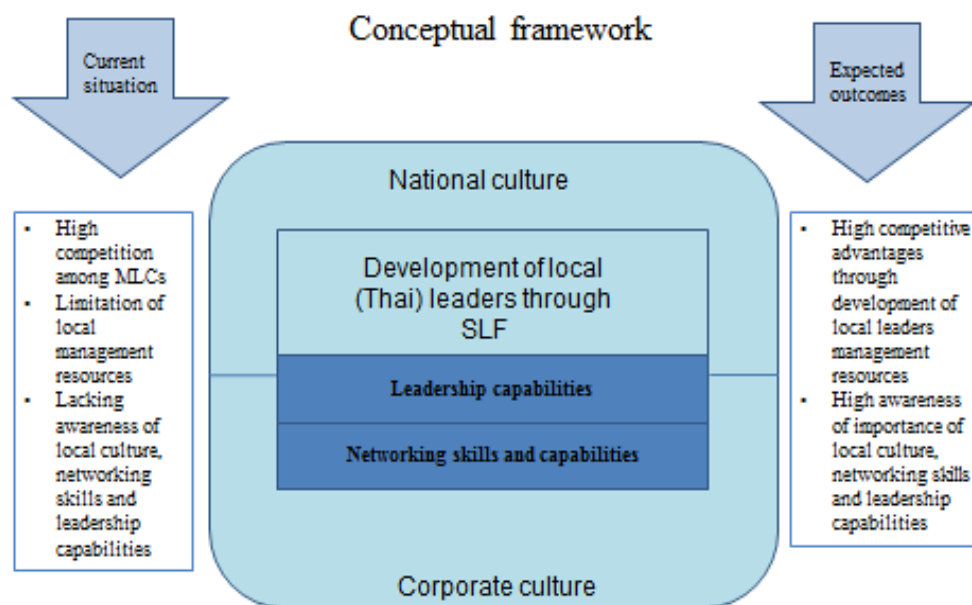 Conceptual framework
Current
situation
Expected
outcomes
National culture
• High
competition
among MLCs
• Limitation of
local
management
resources
• Lacking
awareness of
local culture,
networking
skills and
leadership
capabilities
Development of local
(Thai) leaders through
SLF
Leadership capabilities
Networking skills and capabilities
Corporate culture
• High competitive
advantages
through
development of
local leaders
management
resources
• High awareness
of importance of
local culture,
networking skills
and leadership
capabilities